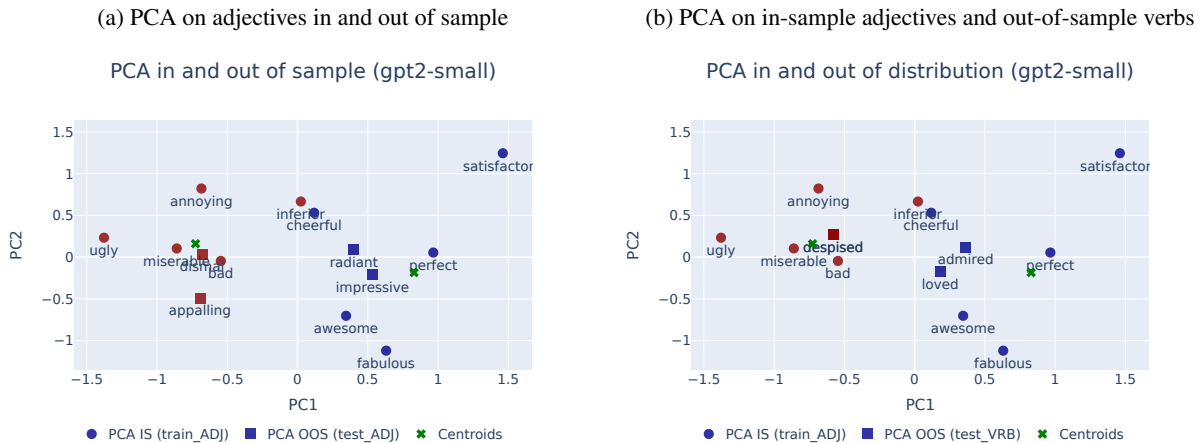 (a) PCA on adjectives in and out of sample
PCA in and out of sample (gpt2-small)
1.5
1
0.5
0
−0.5
−1
PC2
satisfactor
annoying
inferior
cheerful
ugly
miserable
dismal
bad
radiant
perfect
impressive
appalling
awesome
fabulous
−1.5 −1 −0.5 0 0.5 1 1.5
PC1
PCA IS (train_ADJ) PCA OOS (test_ADJ) Centroids
(b) PCA on in-sample adjectives and out-of-sample verbs
PCA in and out of distribution (gpt2-small)
1.5
1
0.5
0
−0.5
−1
PC2
satisfactor
annoying
inferior
cheerful
ugly
despised
miserable
bad
admired
perfect
loved
awesome
fabulous
−1.5 −1 −0.5 0 0.5 1 1.5
PC1
PCA IS (train_ADJ) PCA OOS (test_VRB) Centroids